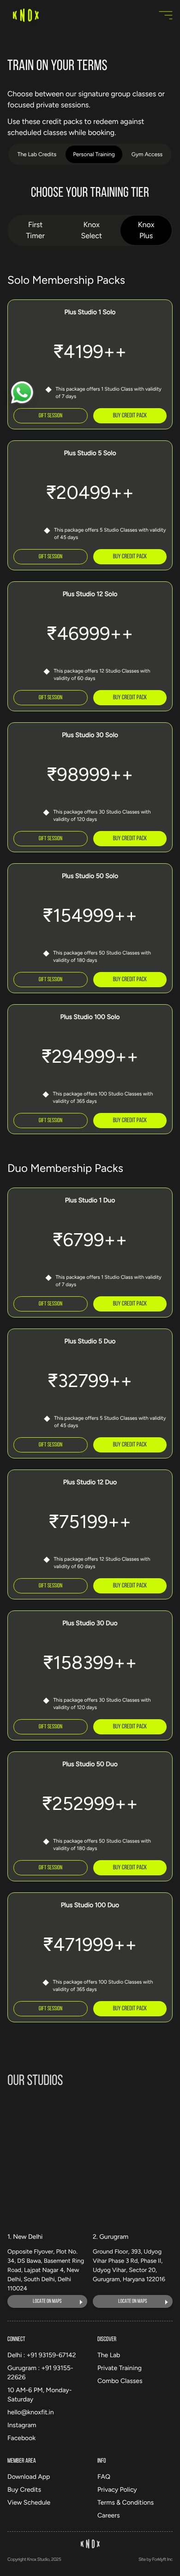 KNOX
TRAIN ON YOUR TERMS
Choose between our signature group classes or
focused private sessions.
Use these credit packs to redeem against
scheduled classes while booking.
The Lab Credits Personal Training Gym Access
CHOOSE YOUR TRAINING TIER
First Knox Knox
Timer Select Plus
Solo Membership Packs
Plus Studio 1 Solo
₹4199++
This package offers 1 Studio Class with validity
of 7 days
GIFT SESSION BUY CREDIT PACK
Plus Studio 5 Solo
₹20499++
This package offers 5 Studio Classes with validity
of 45 days
GIFT SESSION BUY CREDIT PACK
Plus Studio 12 Solo
₹46999++
This package offers 12 Studio Classes with
validity of 60 days
GIFT SESSION BUY CREDIT PACK
Plus Studio 30 Solo
₹98999++
This package offers 30 Studio Classes with
validity of 120 days
GIFT SESSION BUY CREDIT PACK
Plus Studio 50 Solo
₹154999++
This package offers 50 Studio Classes with
validity of 180 days
GIFT SESSION BUY CREDIT PACK
Plus Studio 100 Solo
₹294999++
This package offers 100 Studio Classes with
validity of 365 days
GIFT SESSION BUY CREDIT PACK
Duo Membership Packs
Plus Studio 1 Duo
₹6799++
This package offers 1 Studio Class with validity
of 7 days
GIFT SESSION BUY CREDIT PACK
Plus Studio 5 Duo
₹32799++
This package offers 5 Studio Classes with validity
of 45 days
GIFT SESSION BUY CREDIT PACK
Plus Studio 12 Duo
₹75199++
This package offers 12 Studio Classes with
validity of 60 days
GIFT SESSION BUY CREDIT PACK
Plus Studio 30 Duo
₹158399++
This package offers 30 Studio Classes with
validity of 120 days
GIFT SESSION BUY CREDIT PACK
Plus Studio 50 Duo
₹252999++
This package offers 50 Studio Classes with
validity of 180 days
GIFT SESSION BUY CREDIT PACK
Plus Studio 100 Duo
₹471999++
This package offers 100 Studio Classes with
validity of 365 days
GIFT SESSION BUY CREDIT PACK
OUR STUDIOS
1. New Delhi
Opposite Flyover, Plot No.
34, DS Bawa, Basement Ring
Road, Lajpat Nagar 4, New
Delhi, South Delhi, Delhi
110024
LOCATE ON MAPS
2. Gurugram
Ground Floor, 393, Udyog
Vihar Phase 3 Rd, Phase II,
Udyog Vihar, Sector 20,
Gurugram, Haryana 122016
LOCATE ON MAPS
CONNECT
Delhi : +91 93159-67142
Gurugram : +91 93155-
22626
10 AM-6 PM, Monday-
Saturday
hello@knoxfit.in
Instagram
Facebook
DISCOVER
The Lab
Private Training
Combo Classes
MEMBER AREA
Download App
Buy Credits
View Schedule
INFO
FAQ
Privacy Policy
Terms & Conditions
Careers
KNOX
Copyright Knox Studio, 2025